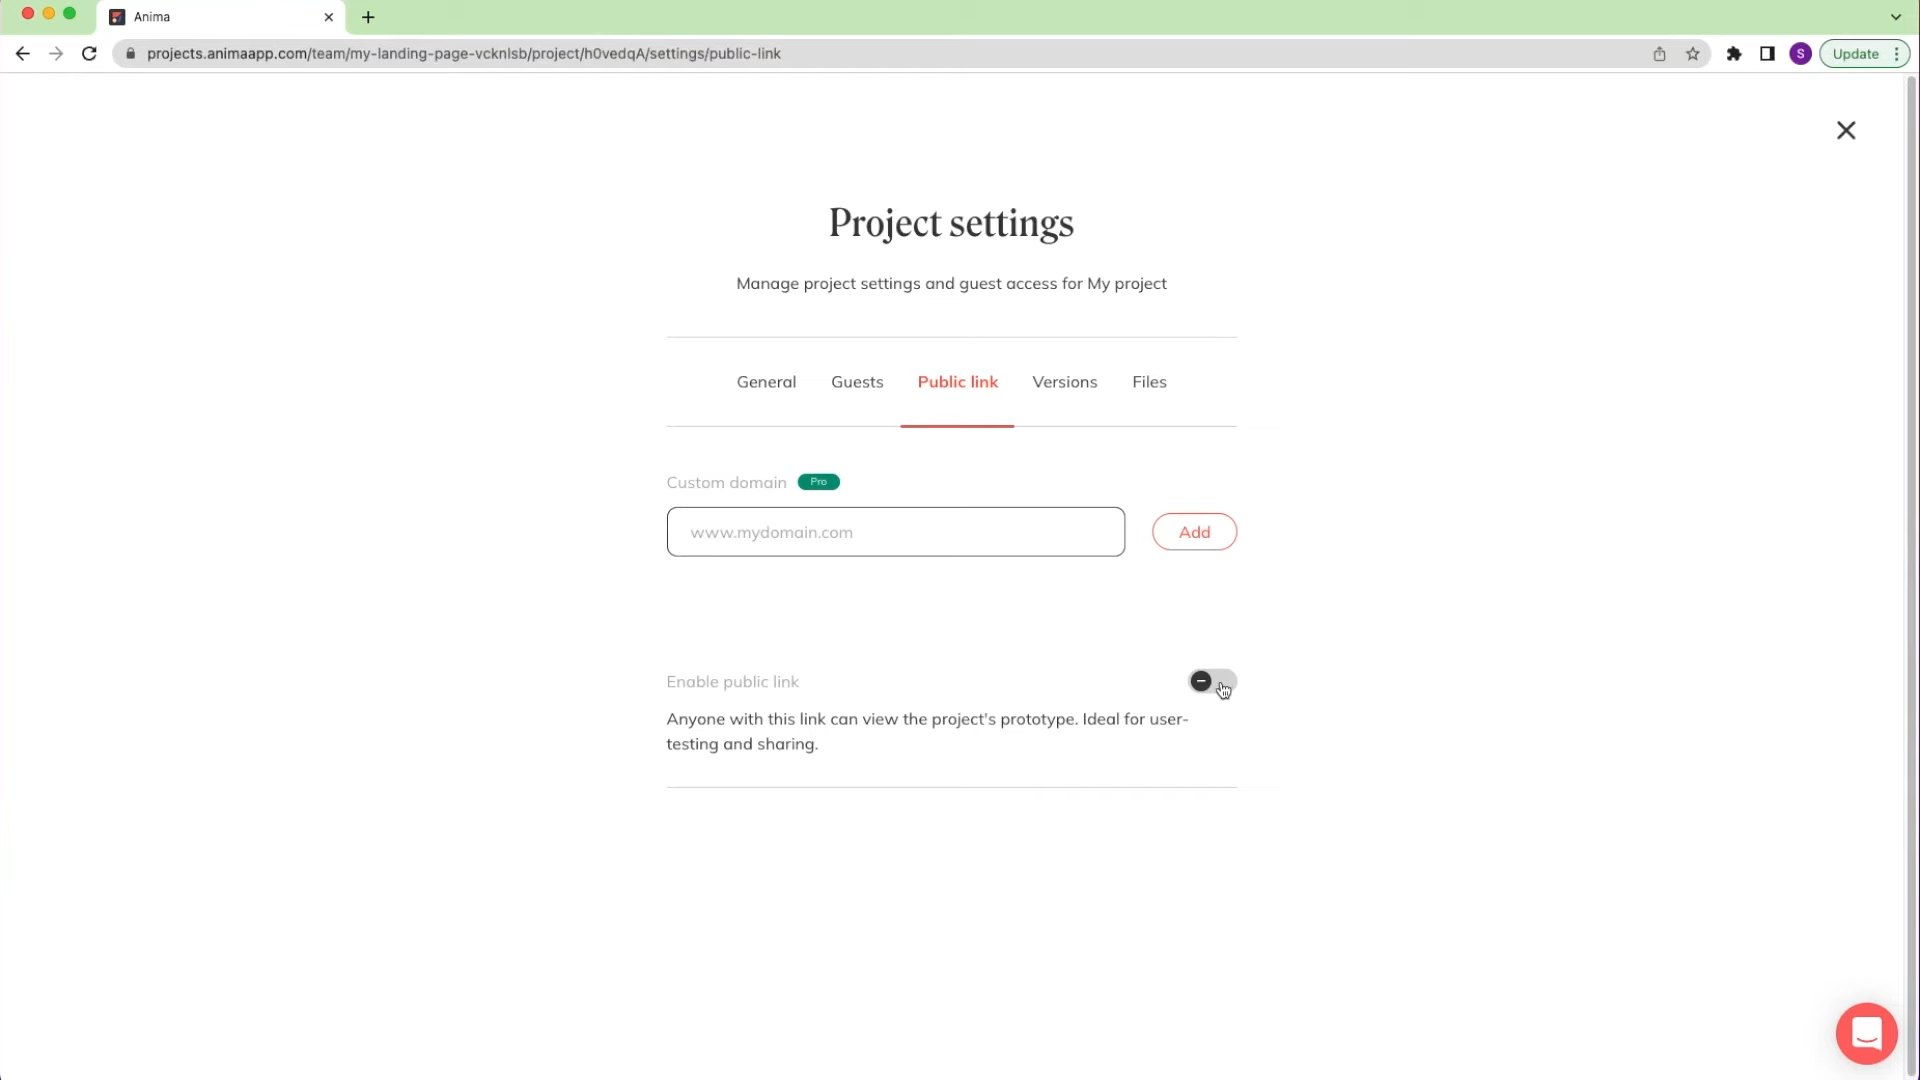 Anima
projects.animaapp.com/team/my-landing-page-vcknlsb/project/h0vedqA/settings/public-link
S
Update
Project settings
Manage project settings and guest access for My project
General Guests Public link Versions Files
Custom domain Pro
www.mydomain.com
Add
Enable public link
Anyone with this link can view the project's prototype. Ideal for user-
testing and sharing.